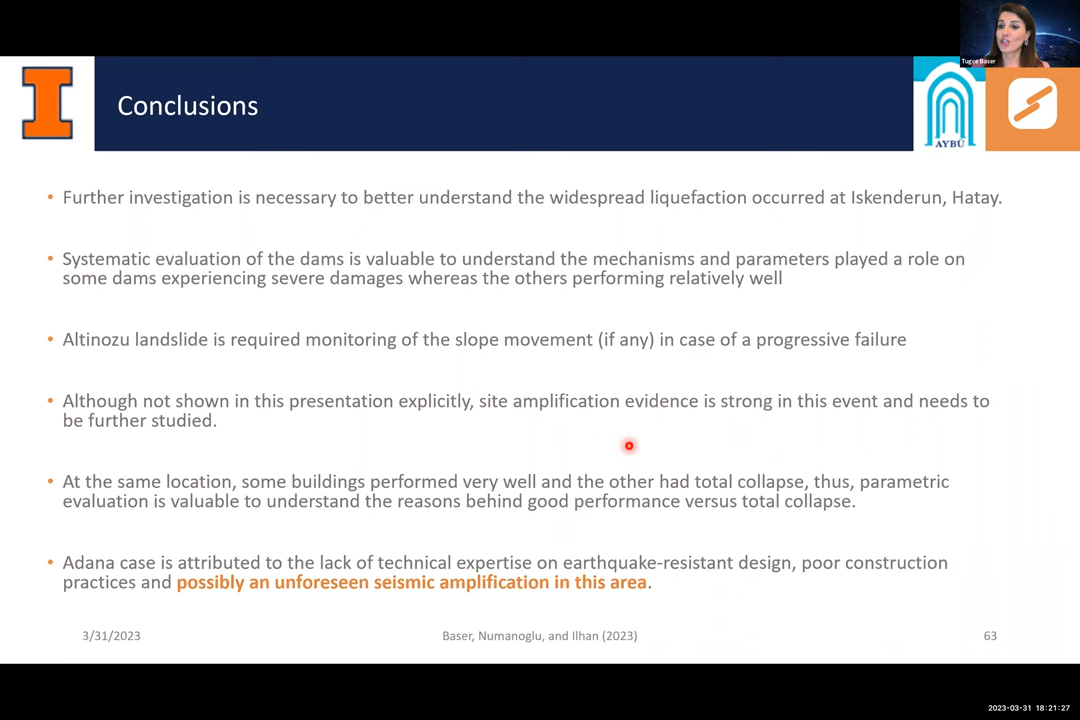 Tugce Baser
Conclusions
AYBÜ
• Further investigation is necessary to better understand the widespread liquefaction occurred at Iskenderun, Hatay.
• Systematic evaluation of the dams is valuable to understand the mechanisms and parameters played a role on
some dams experiencing severe damages whereas the others performing relatively well
• Altinozu landslide is required monitoring of the slope movement (if any) in case of a progressive failure
• Although not shown in this presentation explicitly, site amplification evidence is strong in this event and needs to
be further studied.
• At the same location, some buildings performed very well and the other had total collapse, thus, parametric
evaluation is valuable to understand the reasons behind good performance versus total collapse.
• Adana case is attributed to the lack of technical expertise on earthquake-resistant design, poor construction
practices and possibly an unforeseen seismic amplification in this area.
3/31/2023
Baser, Numanoglu, and Ilhan (2023)
63
2023-03-31 18:21:27